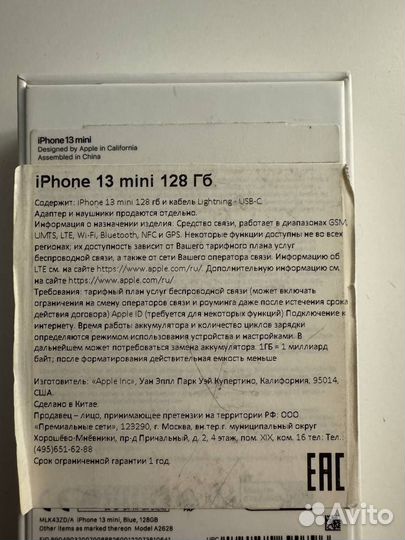 iPhone 13 mini
Designed by Apple in California
Assembled in China
iPhone 13 mini 128 Гб
Содержит: iPhone 13 mini 128 гб и кабель Lightning - USB-C
Адаптер и наушники продаются отдельно.
Информация о назначении изделия: Средство связи, работает в диапазонах GSM,
UMTS, LTE, Wi-Fi, Bluetooth, NFC и GPS. Некоторые функции доступны не во всех
регионах; их доступность зависит от Вашего тарифного плана услуг
беспроводной связи, а также от сети Вашего оператора связи. Информацию об
LTE см. на сайте https://www.apple.com/ru/. Дополнительную информацию см,
на сайте https://www.apple.com/ru/.
Требования: тарифный план услуг беспроводной связи (может включать
ограничения на смену операторов связи и роуминга даже после истечения срока
действия договора) Apple ID (требуется для некоторых функций) Подключение к
интернету. Время работы аккумулятора и количество циклов зарядки
определяются режимом использования устройства и настройками. В
дальнейшем может потребоваться замена аккумулятора. 1ГБ = 1 миллиард
байт; после форматирования действительная емкость меньше
Изготовитель: «Apple Inc», Уан Эппл Парк Уэй Купертино, Калифорния, 95014,
США.
Сделано в Китае.
Продавец – лицо, принимающее претензии на территории РФ: ООО
«Премиальные сети», 123290, г. Москва, вн.тер.г. муниципальный округ
Хорошёво-Мнёвники, пр-д Причальный, д. 2, 4 этаж, пом. XIX, ком. 16 тел: Тел.
(495)651-62-88
Срок ограниченной гарантии 1 год.
EAC
MLK43ZD/A iPhone 13 mini, Blue, 128GB
Other items as marked thereon Model A2628
Avito